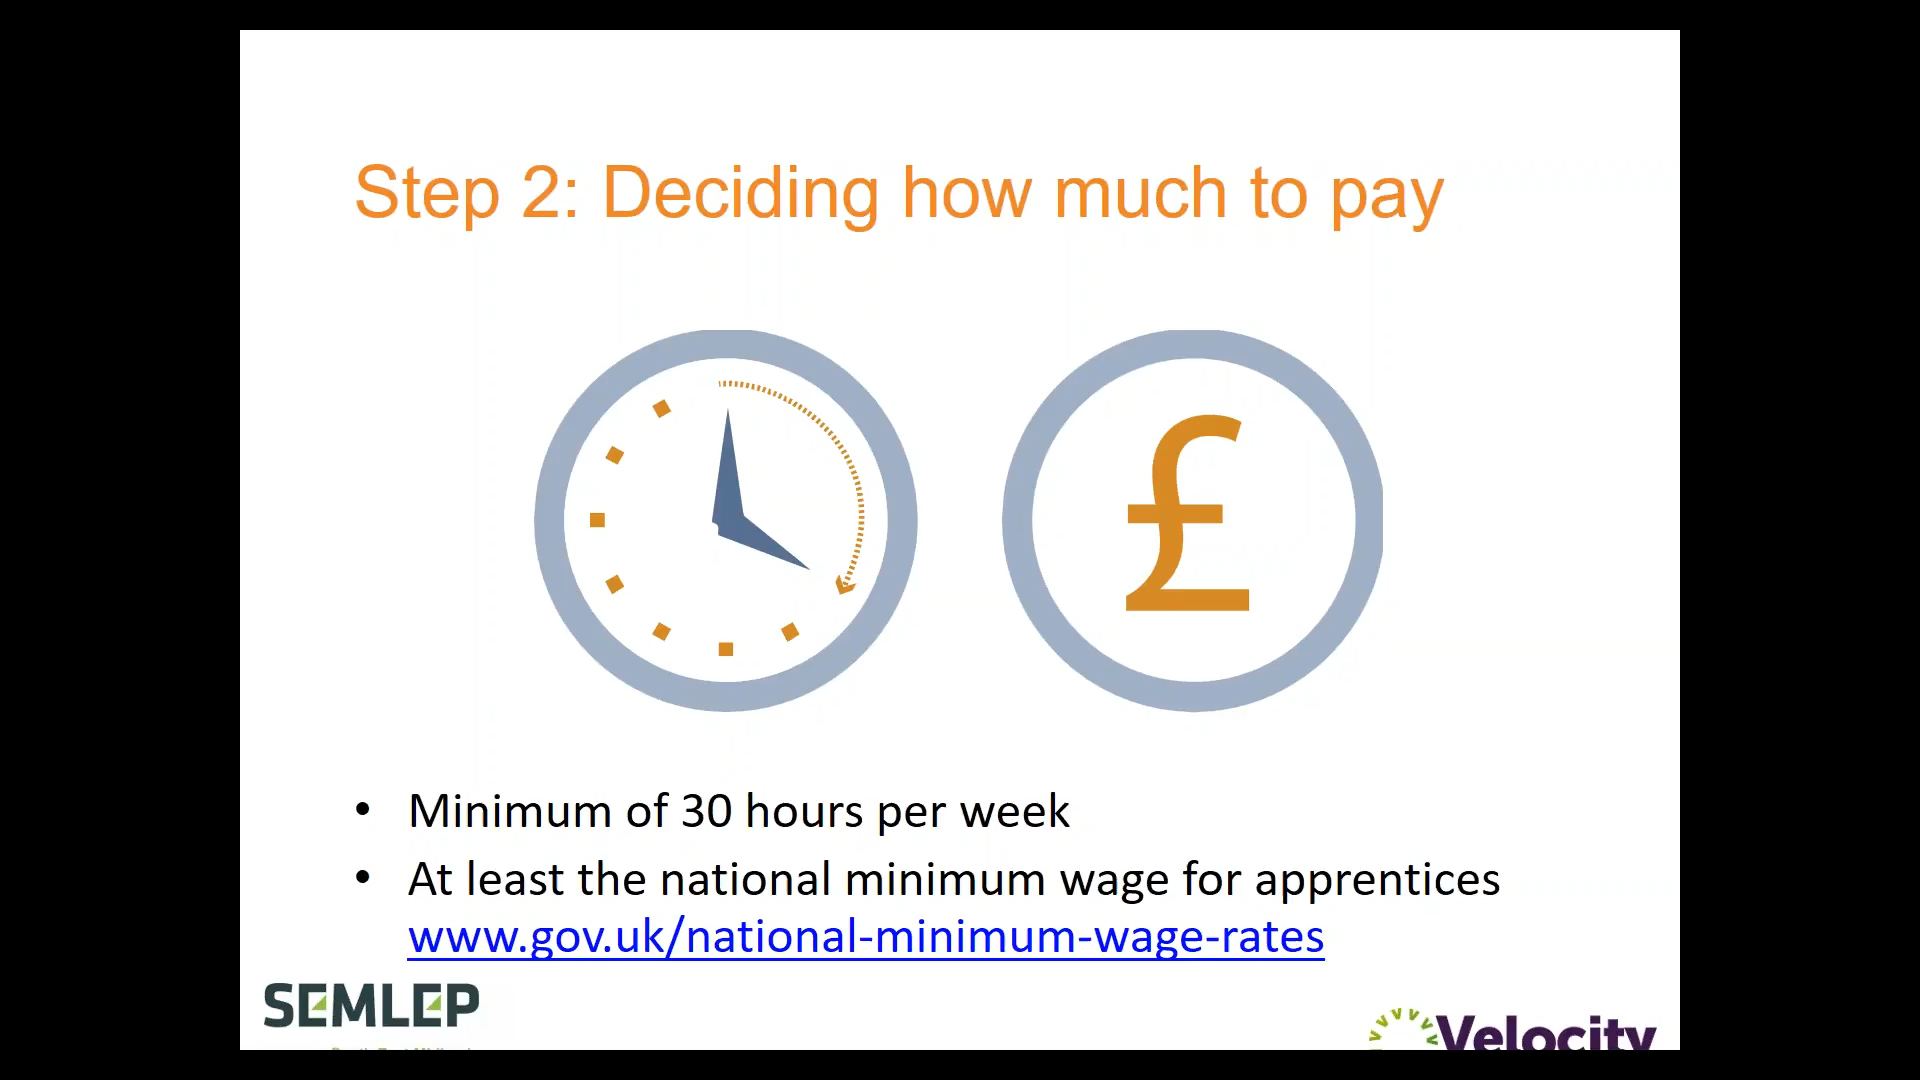 Step 2: Deciding how much to pay
£
• Minimum of 30 hours per week
• At least the national minimum wage for apprentices
www.gov.uk/national-minimum-wage-rates
SEMLEP
Velocity